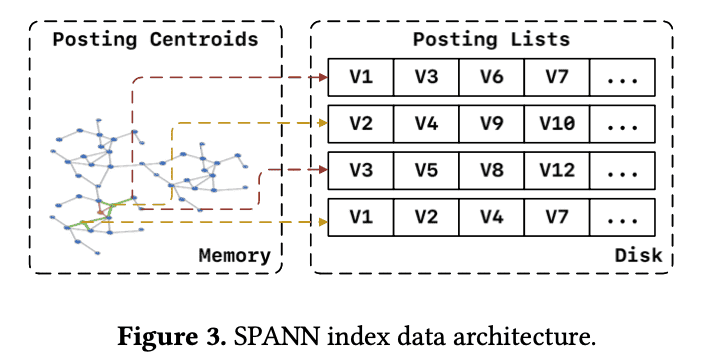 Posting Centroids
Posting Lists
V1 V3 V6 V7 ...
V2 V4 V9 V10 ...
V3 V5 V8 V12 ...
V1 V2 V4 V7 ...
Memory
Disk
Figure 3. SPANN index data architecture.